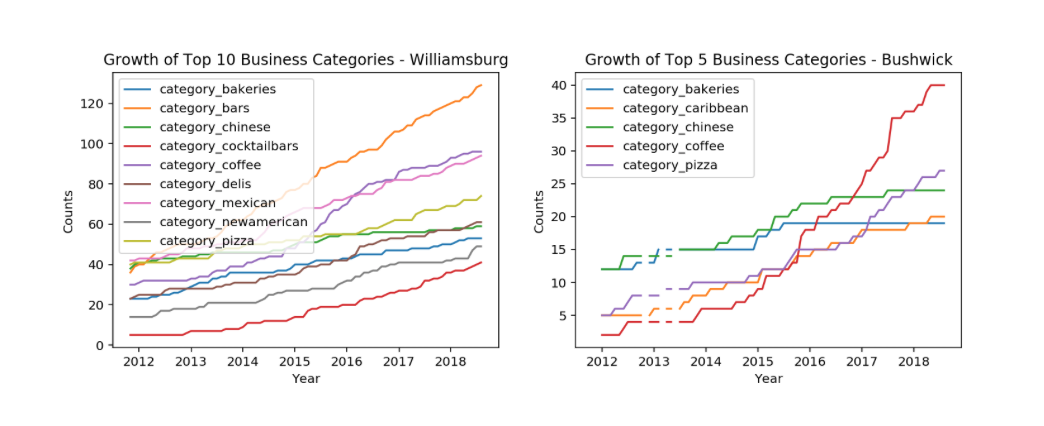 Growth of Top 10 Business Categories - Williamsburg
category_bakeries
category_bars
category_chinese
category_cocktailbars
category_coffee
category_delis
category_mexican
category_newamerican
category_pizza
120
100
80
60
40
20
0
Counts
2012 2013 2014 2015 2016 2017 2018
Year
Growth of Top 5 Business Categories - Bushwick
category_bakeries
category_caribbean
category_chinese
category_coffee
category_pizza
40
35
30
25
20
15
10
5
Counts
2012 2013 2014 2015 2016 2017 2018
Year